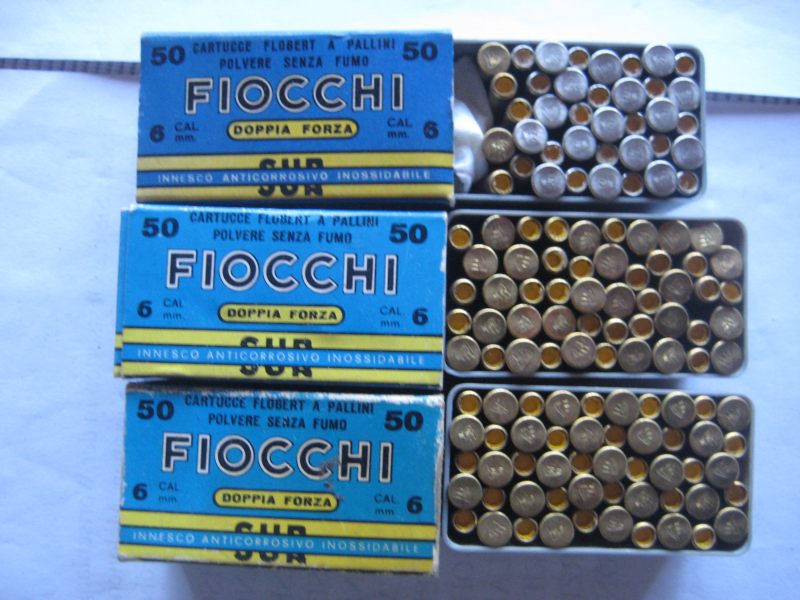 50 CARTUCCE FLOBERT A PALLINI 50
POLVERE SENZA FUMO
FIOCCHI
6 CAL. mm. DOPPIA FORZA CAL. mm. 6
SUR
INNESCO ANTICORROSIVO INOSSIDABILE
50 CARTUCCE FLOBERT A PALLINI 50
POLVERE SENZA FUMO
FIOCCHI
6 CAL. mm. DOPPIA FORZA CAL. mm. 6
SUR
INNESCO ANTICORROSIVO INOSSIDABILE
50 CARTUCCE FLOBERT A PALLINI 50
POLVERE SENZA FUMO
FIOCCHI
6 CAL. mm. DOPPIA FORZA CAL. mm. 6
SUR
INNESCO ANTICORROSIVO INOSSIDABILE